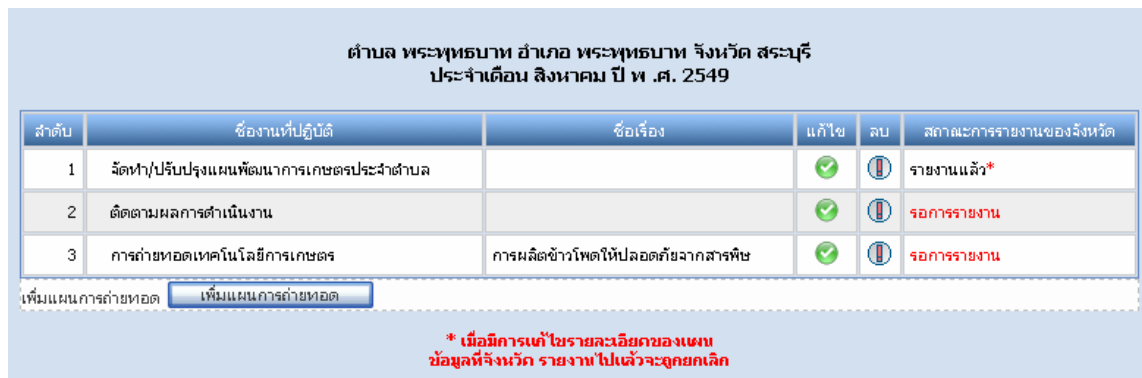 ตำบล พระพุทธบาท อำเภอ พระพุทธบาท จังหวัด สระบุรี
ประจำเดือน สิงหาคม ปี พ .ศ. 2549
ลำดับ ชื่องานที่ปฏิบัติ ชื่อเรื่อง แก้ไข ลบ สถาณะการรายงานของจังหวัด
1 จัดทำ/ปรับปรุงแผนพัฒนาการเกษตรประจำตำบล รายงานแล้ว*
2 ติดตามผลการดำเนินงาน รอการรายงาน
3 การถ่ายทอดเทคโนโลยีการเกษตร การผลิตข้าวโพดให้ปลอดภัยจากสารพิษ รอการรายงาน
เพิ่มแผนการถ่ายทอด เพิ่มแผนการถ่ายทอด
* เมื่อมีการแก้ไขรายละเอียดของแผน
ข้อมูลที่จังหวัด รายงานไปแล้วจะถูกยกเลิก